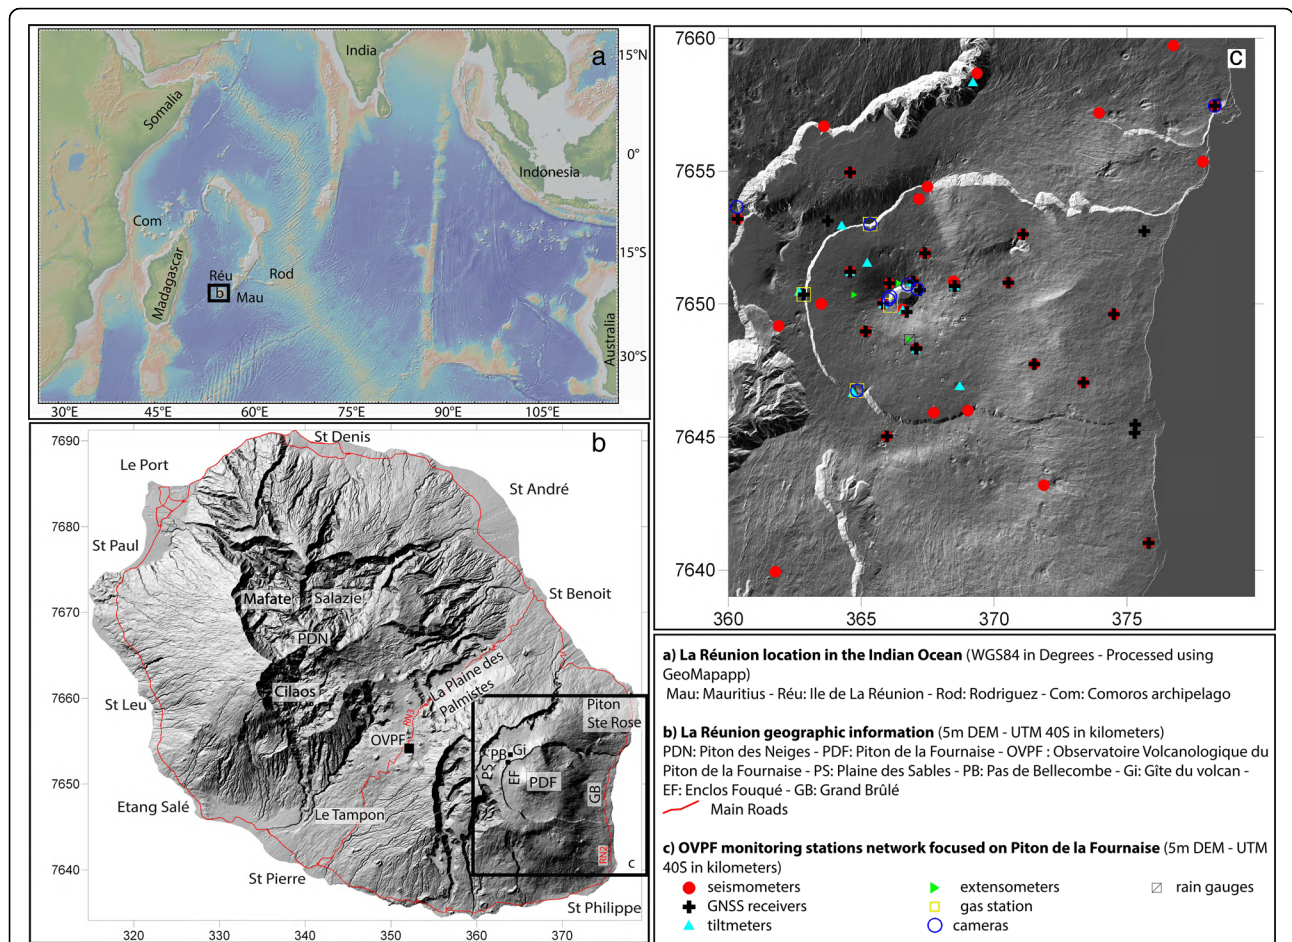 a
India
15°N
Somalia
0°
Indonesia
Com
Madagascar
Réu
Rod
15°S
b
Mau
Australia
30°S
30°E
45°E
60°E
75°E
90°E
105°E
b
7690
St Denis
Le Port
St André
7680
St Paul
St Benoit
Mafate
Salazie
7670
PDN
La Plaine des
Palmistes
Cilaos
7660
St Leu
RN3
Piton
Ste Rose
OVPF
PB
Gi
PS
EF
PDF
GB
7650
Etang Salé
Le Tampon
RN2
7640
c
St Pierre
St Philippe
320
330
340
350
360
370
7660
c
7655
7650
7645
7640
360
365
370
375
a) La Réunion location in the Indian Ocean (WGS84 in Degrees - Processed using
GeoMapapp)
Mau: Mauritius - Réu: Ile de La Réunion - Rod: Rodriguez - Com: Comoros archipelago
b) La Réunion geographic information (5m DEM - UTM 40S in kilometers)
PDN: Piton des Neiges - PDF: Piton de la Fournaise - OVPF : Observatoire Volcanologique du
Piton de la Fournaise - PS: Plaine des Sables - PB: Pas de Bellecombe - Gi: Gîte du volcan -
EF: Enclos Fouqué - GB: Grand Brûlé
Main Roads
c) OVPF monitoring stations network focused on Piton de la Fournaise (5m DEM - UTM
40S in kilometers)
seismometers
extensometers
rain gauges
GNSS receivers
gas station
tiltmeters
cameras